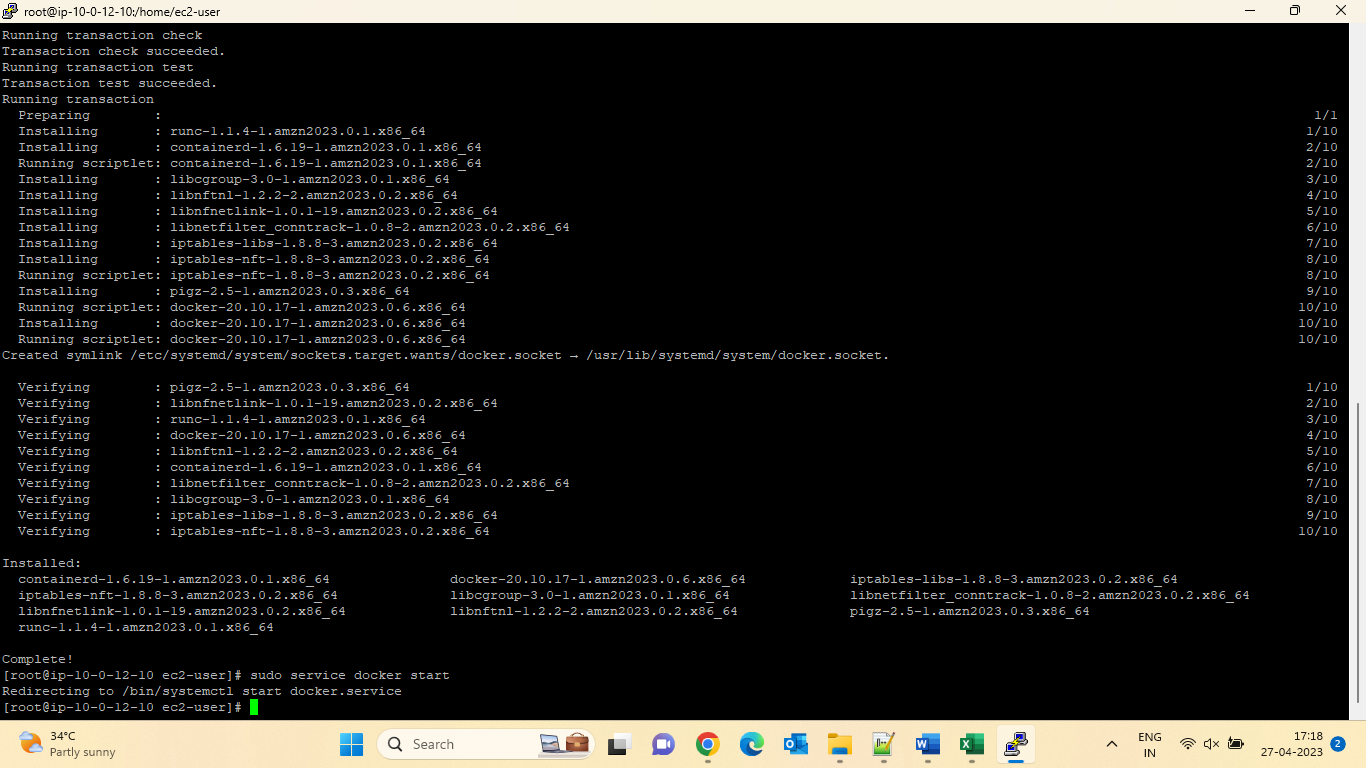 root@ip-10-0-12-10:/home/ec2-user
Running transaction check
Transaction check succeeded.
Running transaction test
Transaction test succeeded.
Running transaction
  Preparing        :                                                        1/1
  Installing       : runc-1.1.4-1.amzn2023.0.1.x86_64                       1/10
  Installing       : containerd-1.6.19-1.amzn2023.0.1.x86_64                2/10
  Running scriptlet: containerd-1.6.19-1.amzn2023.0.1.x86_64                2/10
  Installing       : libcgroup-3.0-1.amzn2023.0.1.x86_64                    3/10
  Installing       : libnftnl-1.2.2-2.amzn2023.0.2.x86_64                   4/10
  Installing       : libnfnetlink-1.0.1-19.amzn2023.0.2.x86_64              5/10
  Installing       : libnetfilter_conntrack-1.0.8-2.amzn2023.0.2.x86_64     6/10
  Installing       : iptables-libs-1.8.8-3.amzn2023.0.2.x86_64              7/10
  Installing       : iptables-nft-1.8.8-3.amzn2023.0.2.x86_64               8/10
  Running scriptlet: iptables-nft-1.8.8-3.amzn2023.0.2.x86_64               8/10
  Installing       : pigz-2.5-1.amzn2023.0.3.x86_64                         9/10
  Running scriptlet: docker-20.10.17-1.amzn2023.0.6.x86_64                  10/10
  Installing       : docker-20.10.17-1.amzn2023.0.6.x86_64                  10/10
  Running scriptlet: docker-20.10.17-1.amzn2023.0.6.x86_64                  10/10
Created symlink /etc/systemd/system/sockets.target.wants/docker.socket → /usr/lib/systemd/system/docker.socket.
  Verifying        : pigz-2.5-1.amzn2023.0.3.x86_64                         1/10
  Verifying        : libnfnetlink-1.0.1-19.amzn2023.0.2.x86_64              2/10
  Verifying        : runc-1.1.4-1.amzn2023.0.1.x86_64                       3/10
  Verifying        : docker-20.10.17-1.amzn2023.0.6.x86_64                  4/10
  Verifying        : libnftnl-1.2.2-2.amzn2023.0.2.x86_64                   5/10
  Verifying        : containerd-1.6.19-1.amzn2023.0.1.x86_64                6/10
  Verifying        : libnetfilter_conntrack-1.0.8-2.amzn2023.0.2.x86_64     7/10
  Verifying        : libcgroup-3.0-1.amzn2023.0.1.x86_64                    8/10
  Verifying        : iptables-libs-1.8.8-3.amzn2023.0.2.x86_64              9/10
  Verifying        : iptables-nft-1.8.8-3.amzn2023.0.2.x86_64               10/10
Installed:
  containerd-1.6.19-1.amzn2023.0.1.x86_64    docker-20.10.17-1.amzn2023.0.6.x86_64    iptables-libs-1.8.8-3.amzn2023.0.2.x86_64
  iptables-nft-1.8.8-3.amzn2023.0.2.x86_64    libcgroup-3.0-1.amzn2023.0.1.x86_64    libnetfilter_conntrack-1.0.8-2.amzn2023.0.2.x86_64
  libnfnetlink-1.0.1-19.amzn2023.0.2.x86_64    libnftnl-1.2.2-2.amzn2023.0.2.x86_64    pigz-2.5-1.amzn2023.0.3.x86_64
  runc-1.1.4-1.amzn2023.0.1.x86_64
Complete!
[root@ip-10-0-12-10 ec2-user]# sudo service docker start
Redirecting to /bin/systemctl start docker.service
[root@ip-10-0-12-10 ec2-user]#
34°C
Partly sunny
Search
ENG
IN
17:18
27-04-2023
2